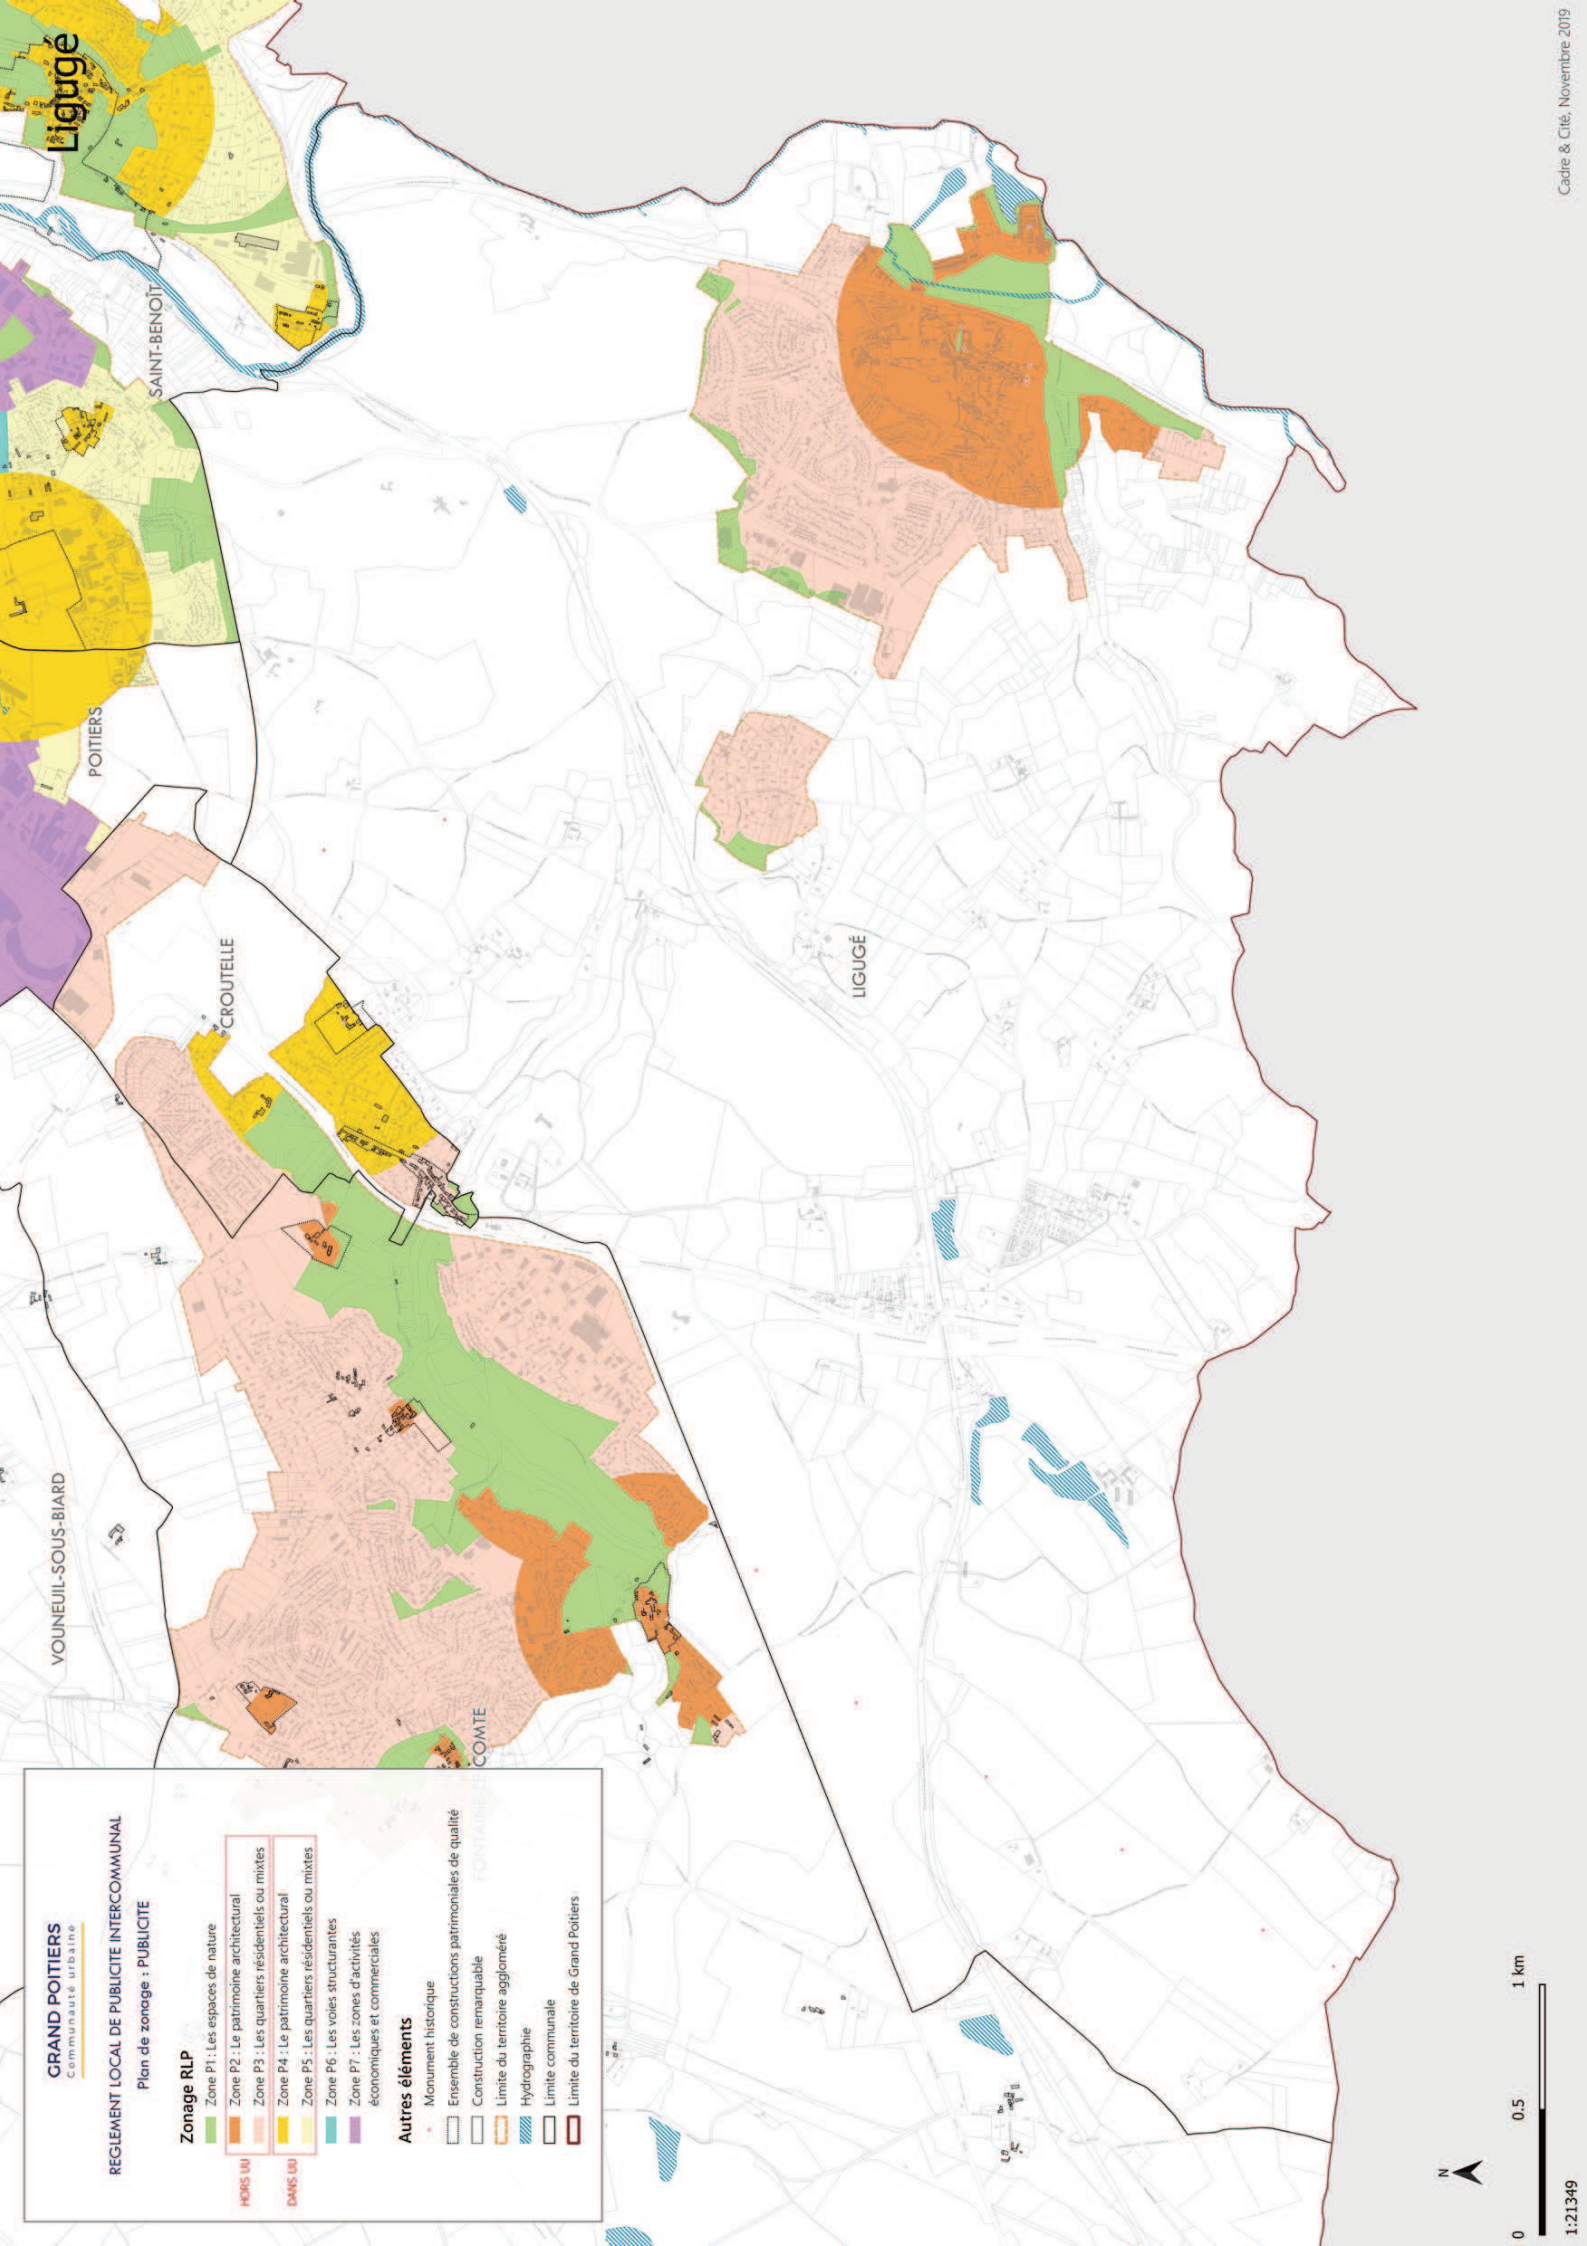 Ligugé
GRAND POITIERS
Communauté urbaine
REGLEMENT LOCAL DE PUBLICITE INTERCOMMUNAL
Plan de zonage : PUBLICITE
Zonage RLP
Zone P1 : Les espaces de nature
HORS UU
Zone P2 : Le patrimoine architectural
Zone P3 : Les quartiers résidentiels ou mixtes
DANS UU
Zone P4 : Le patrimoine architectural
Zone P5 : Les quartiers résidentiels ou mixtes
Zone P6 : Les voies structurantes
Zone P7 : Les zones d'activités
économiques et commerciales
Autres éléments
Monument historique
Ensemble de constructions patrimoniales de qualité
Construction remarquable
Limite du territoire aggloméré
Hydrographie
Limite communale
Limite du territoire de Grand Poitiers
VOUNEUIL-SOUS-BIARD
CROUTELLE
POITIERS
SAINT-BENOÎT
FONTAINE-LE-COMTE
LIGUGÉ
N
0
0.5
1 km
1:21349
Cadre & Cité, Novembre 2019